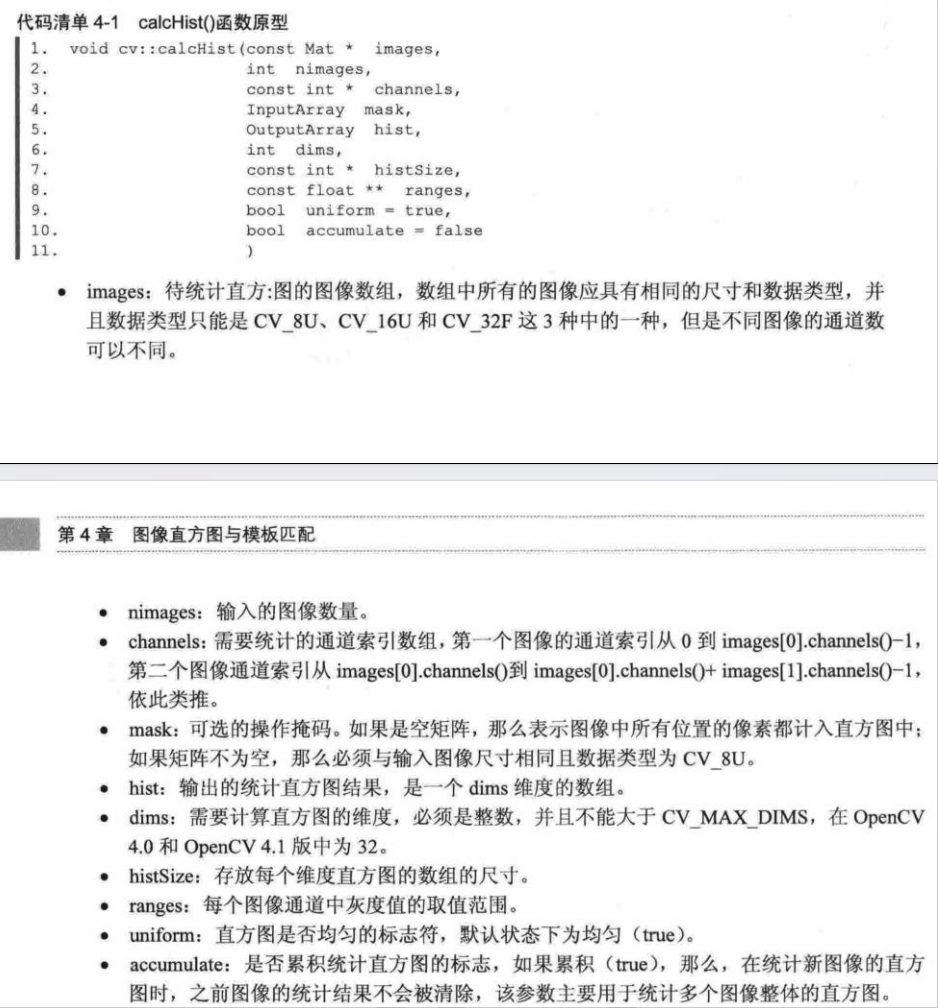 代码清单 4-1 calcHist()函数原型
1. void cv::calcHist(const Mat * images,
2. int nimages,
3. const int * channels,
4. InputArray mask,
5. OutputArray hist,
6. int dims,
7. const int * histSize,
8. const float ** ranges,
9. bool uniform = true,
10. bool accumulate = false
11. )
• images：待统计直方:图的图像数组，数组中所有的图像应具有相同的尺寸和数据类型，并
且数据类型只能是 CV_8U、CV_16U 和 CV_32F 这 3 种中的一种，但是不同图像的通道数
可以不同。
第 4 章 图像直方图与模板匹配
• nimages：输入的图像数量。
• channels：需要统计的通道索引数组，第一个图像的通道索引从 0 到 images[0].channels()−1，
第二个图像通道索引从 images[0].channels()到 images[0].channels()+ images[1].channels()−1，
依此类推。
• mask：可选的操作掩码。如果是空矩阵，那么表示图像中所有位置的像素都计入直方图中；
如果矩阵不为空，那么必须与输入图像尺寸相同且数据类型为 CV_8U。
• hist：输出的统计直方图结果，是一个 dims 维度的数组。
• dims：需要计算直方图的维度，必须是整数，并且不能大于 CV_MAX_DIMS，在 OpenCV
4.0 和 OpenCV 4.1 版中为 32。
• histSize：存放每个维度直方图的数组的尺寸。
• ranges：每个图像通道中灰度值的取值范围。
• uniform：直方图是否均匀的标志符，默认状态下为均匀（true）。
• accumulate：是否累积统计直方图的标志，如果累积（true），那么，在统计新图像的直方
图时，之前图像的统计结果不会被清除，该参数主要用于统计多个图像整体的直方图。